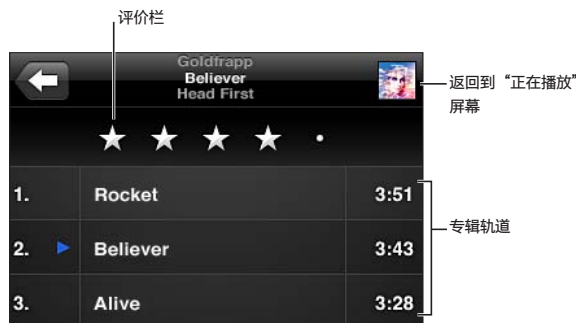 评价栏
Goldfrapp
Believer
Head First
返回到“正在播放”
屏幕
1. Rocket 3:51
专辑轨道
2. Believer 3:43
3. Alive 3:28